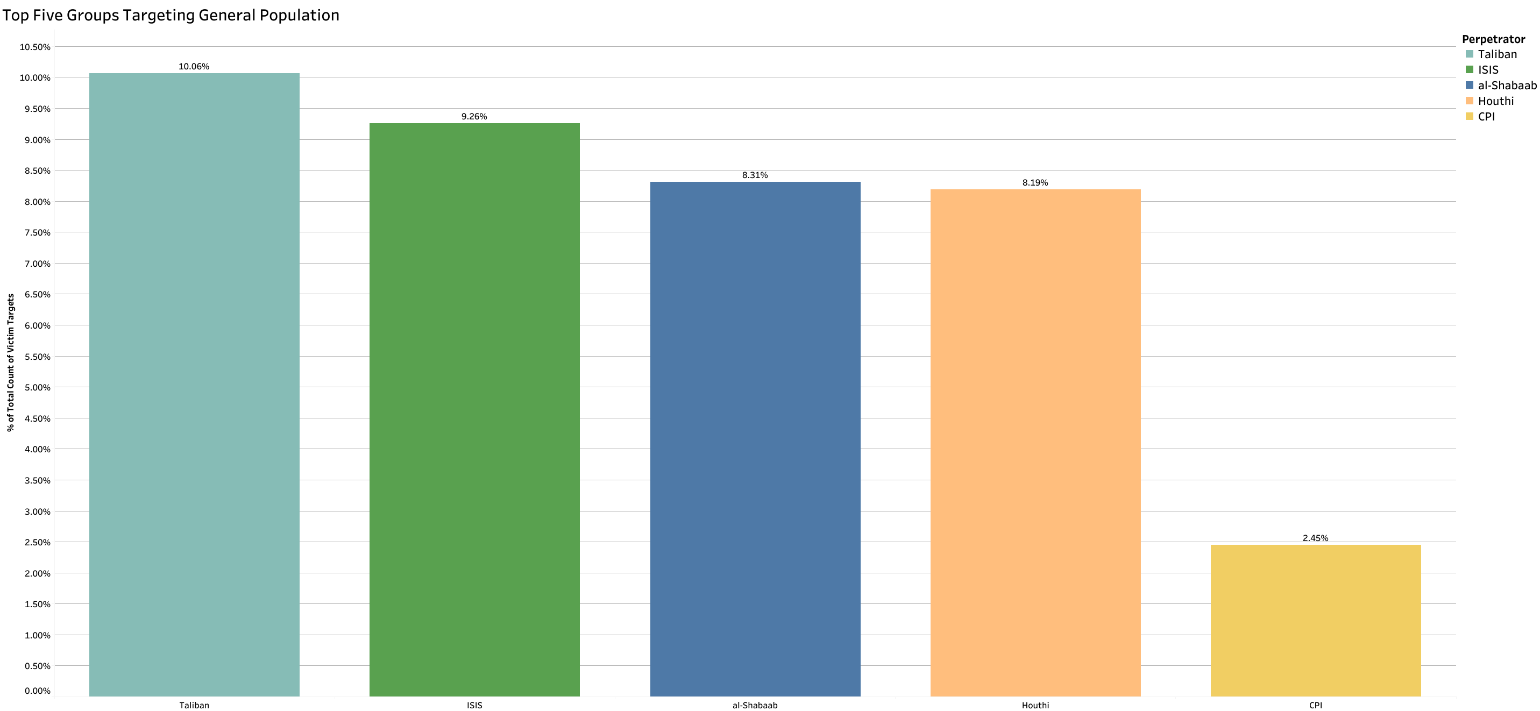 Top Five Groups Targeting General Population
Perpetrator
Taliban
ISIS
al-Shabaab
Houthi
CPI
% of Total Count of Victim Targets
10.50%
10.00%
9.50%
9.00%
8.50%
8.00%
7.50%
7.00%
6.50%
6.00%
5.50%
5.00%
4.50%
4.00%
3.50%
3.00%
2.50%
2.00%
1.50%
1.00%
0.50%
0.00%
10.06%
9.26%
8.31%
8.19%
2.45%
Taliban
ISIS
al-Shabaab
Houthi
CPI